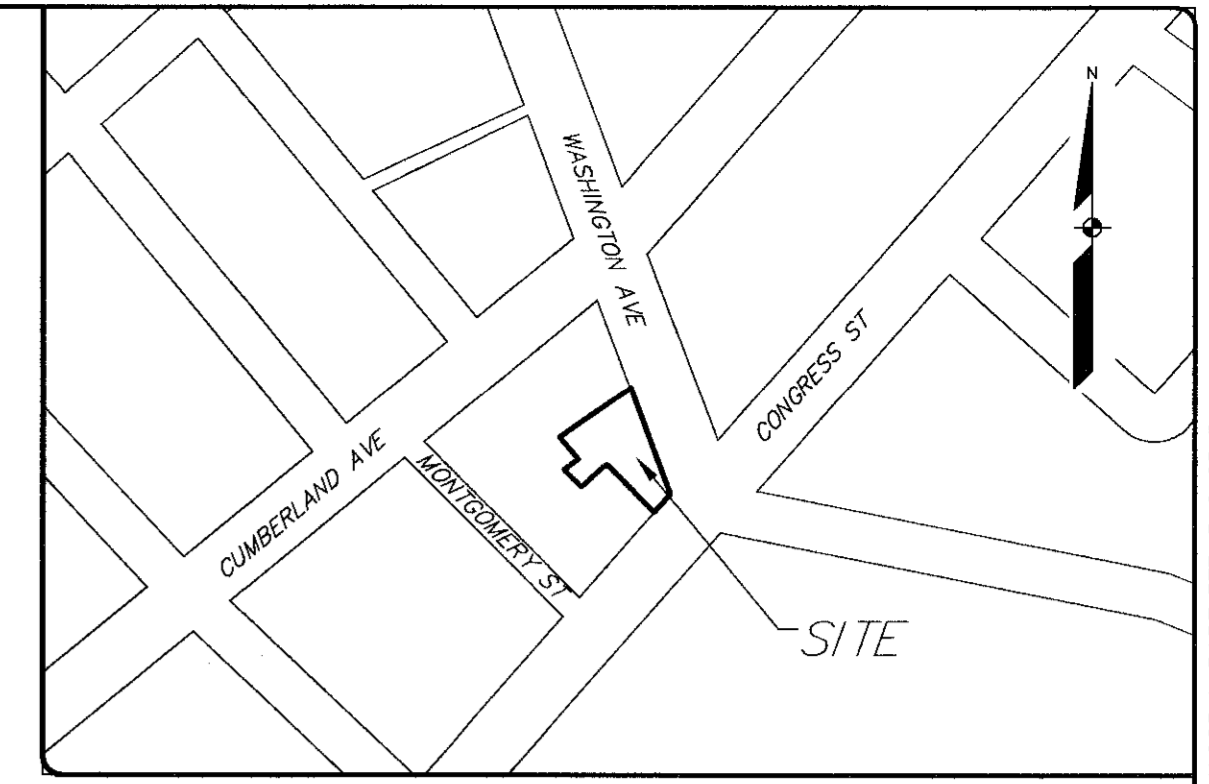 N
WASHINGTON AVE
CONGRESS ST
CUMBERLAND AVE
MONTGOMERY ST
SITE